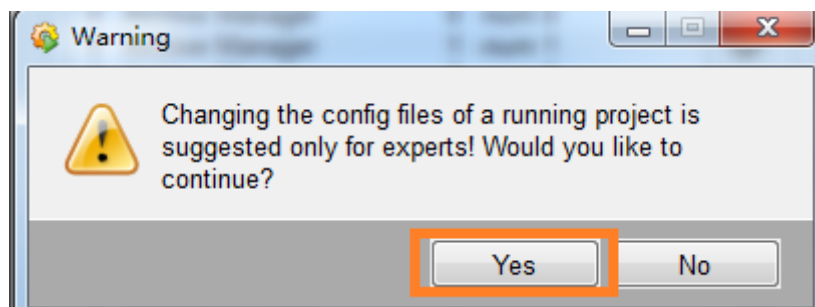 Warning
Changing the config files of a running project is
suggested only for experts! Would you like to
continue?
Yes
No